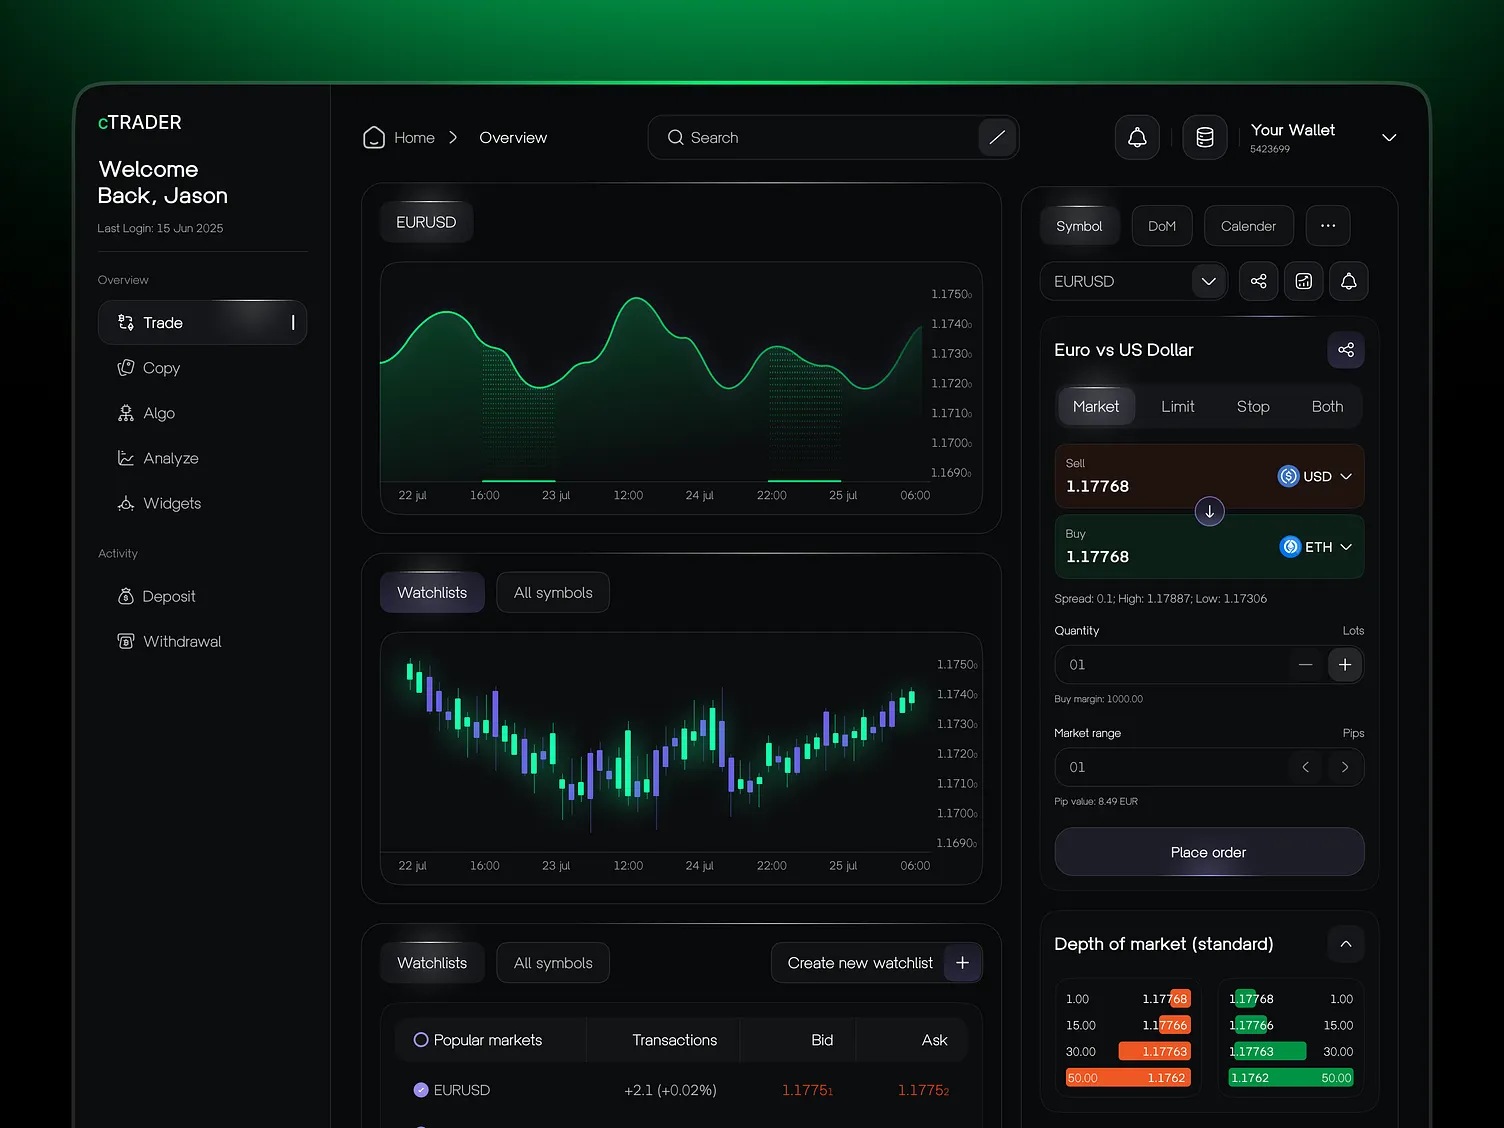 cTRADER
Welcome
Back, Jason
Last Login: 15 Jun 2025
Overview
Trade
Copy
Algo
Analyze
Widgets
Activity
Deposit
Withdrawal
Home
Overview
Search
Your Wallet
5423699
EURUSD
1.17500
1.17400
1.17300
1.17200
1.17100
1.17000
1.16900
22 jul 16:00 23 jul 12:00 24 jul 22:00 25 jul 06:00
Watchlists All symbols
1.17500
1.17400
1.17300
1.17200
1.17100
1.17000
1.16900
22 jul 16:00 23 jul 12:00 24 jul 22:00 25 jul 06:00
Watchlists All symbols Create new watchlist
Popular markets Transactions Bid Ask
EURUSD +2.1 (+0.02%) 1.17751 1.17752
Symbol DoM Calender
EURUSD
Euro vs US Dollar
Market Limit Stop Both
Sell
1.17768 USD
Buy
1.17768 ETH
Spread: 0.1; High: 1.17887; Low: 1.17306
Quantity Lots
01
Buy margin: 1000.00
Market range Pips
01
Pip value: 8.49 EUR
Place order
Depth of market (standard)
1.00 1.17768 1.17768 1.00
15.00 1.17766 1.17766 15.00
30.00 1.17763 1.17763 30.00
50.00 1.1762 1.1762 50.00